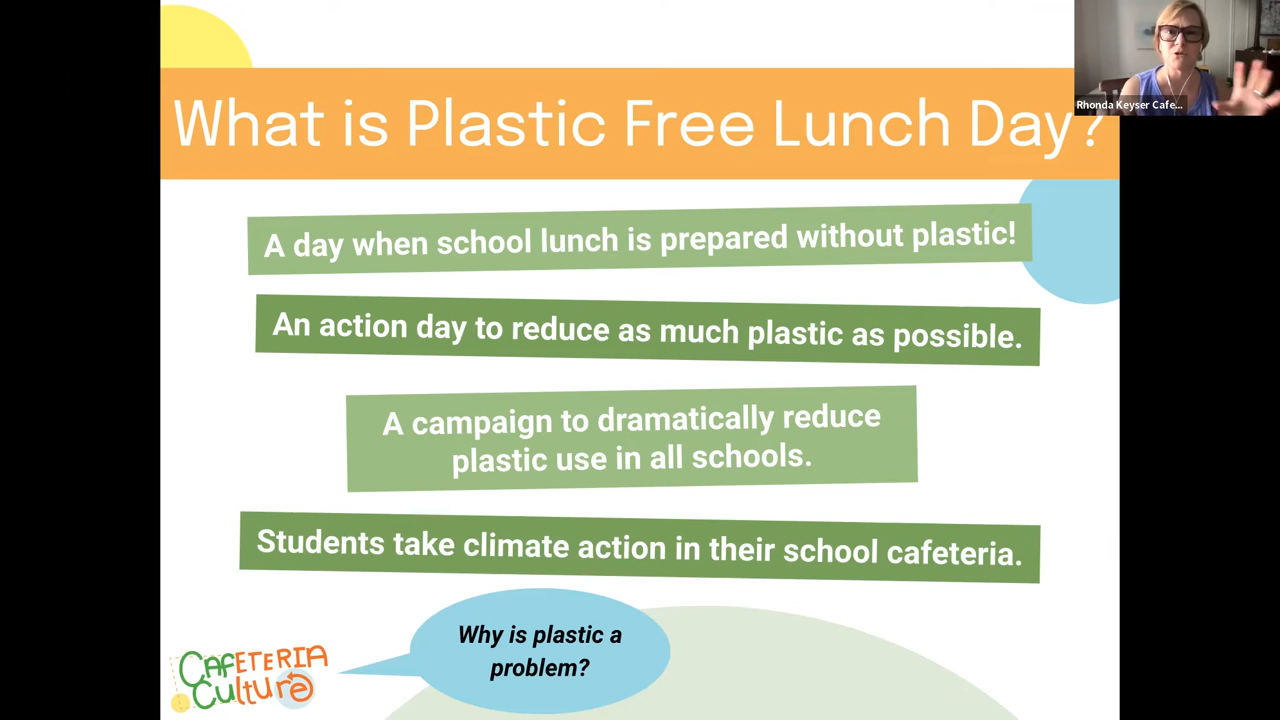 What is Plastic Free Lunch Day?
Rhonda Keyser Cafe...
A day when school lunch is prepared without plastic!
An action day to reduce as much plastic as possible.
A campaign to dramatically reduce
plastic use in all schools.
Students take climate action in their school cafeteria.
Why is plastic a
problem?
CAFETERIA
Culture